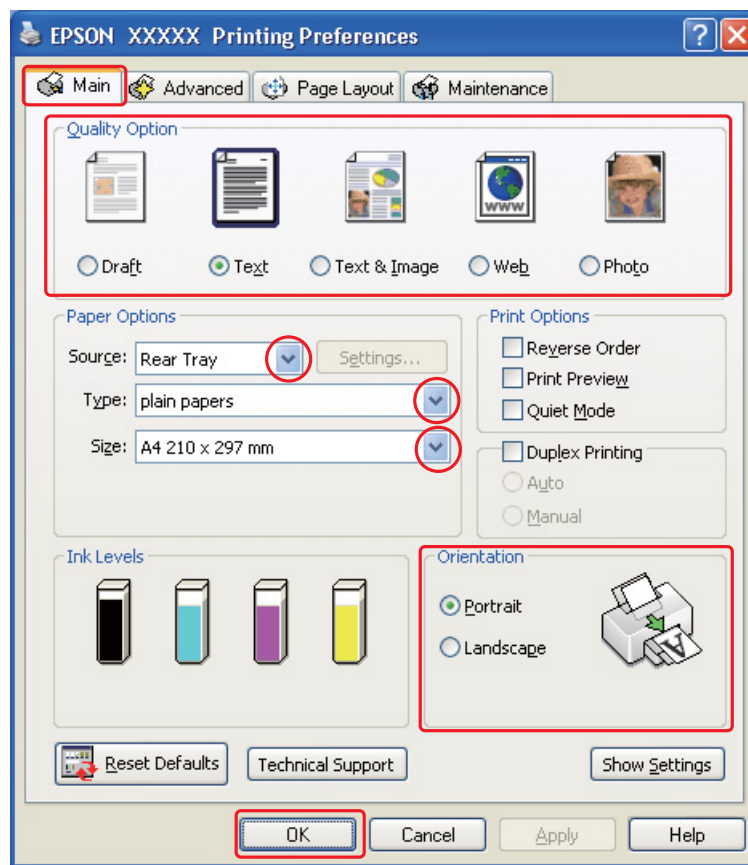 EPSON XXXXX Printing Preferences
Main Advanced Page Layout Maintenance
Quality Option
WWW
Draft Text Text & Image Web Photo
Paper Options
Source: Rear Tray Settings...
Type: plain papers
Size: A4 210 x 297 mm
Print Options
Reverse Order
Print Preview
Quiet Mode
Duplex Printing
Auto
Manual
Ink Levels
Orientation
Portrait
Landscape
A
Reset Defaults Technical Support Show Settings
OK Cancel Apply Help